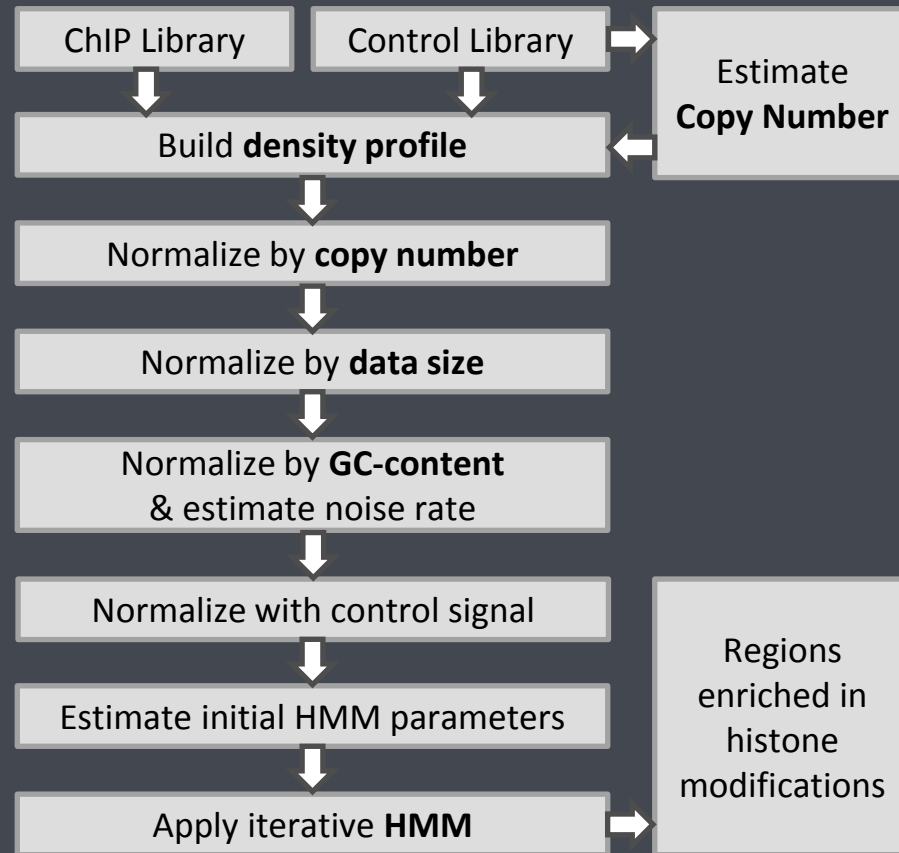 ChIP Library
Control Library
Estimate
Copy Number
Build density profile
Normalize by copy number
Normalize by data size
Normalize by GC-content
& estimate noise rate
Normalize with control signal
Estimate initial HMM parameters
Apply iterative HMM
Regions
enriched in
histone
modifications